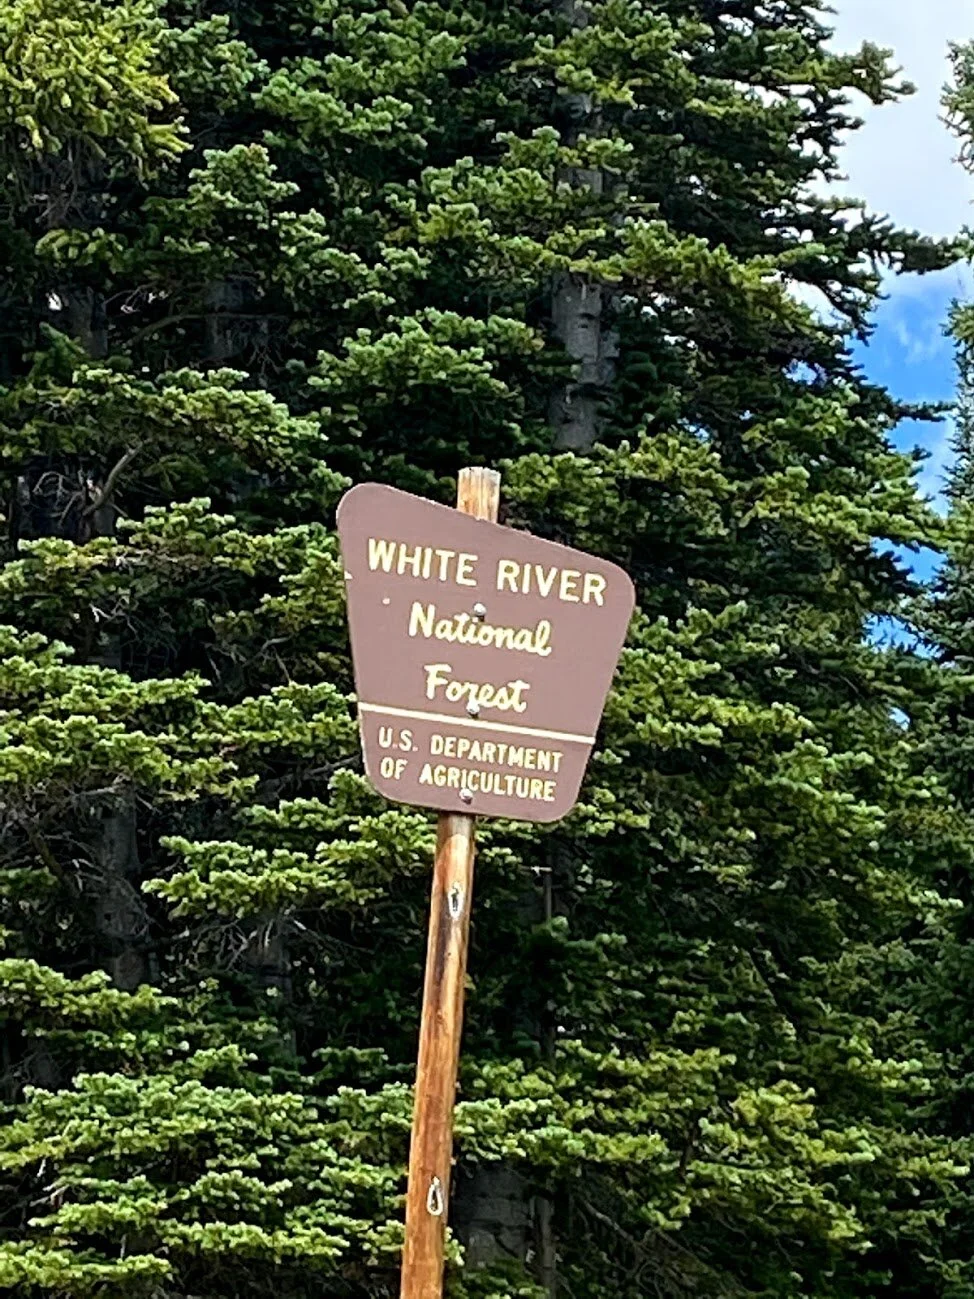 WHITE RIVER
National
Forest
U.S. DEPARTMENT
OF AGRICULTURE